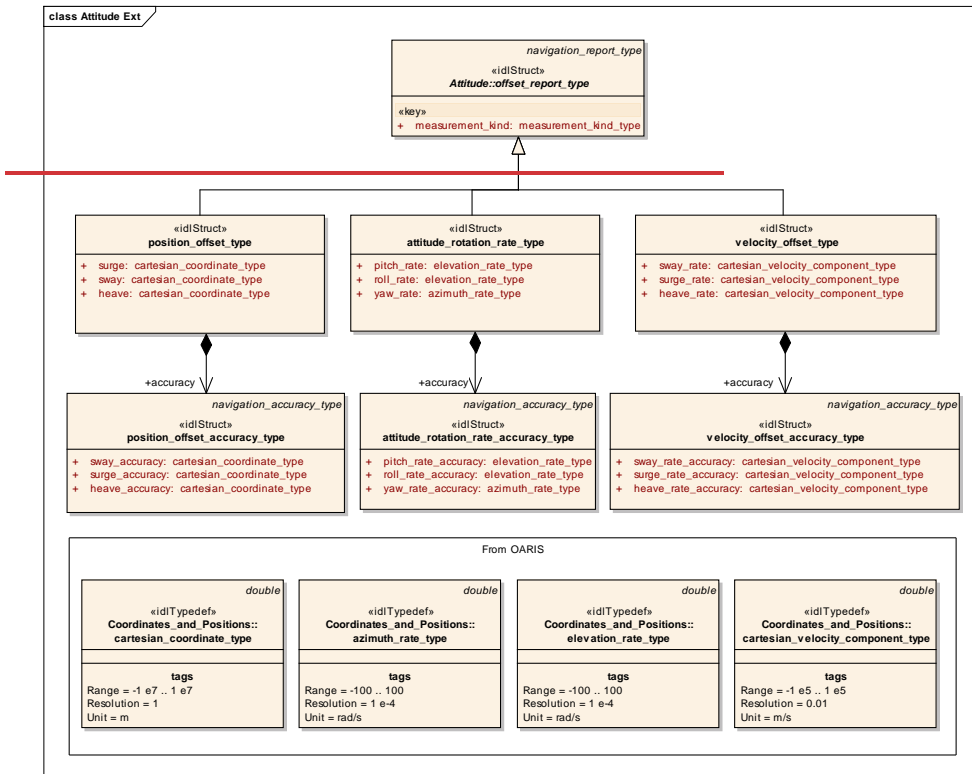 class Attitude Ext
navigation_report_type
«idlStruct»
Attitude::offset_report_type
«key»
+ measurement_kind: measurement_kind_type
«idlStruct»
position_offset_type
+ surge: cartesian_coordinate_type
+ sway: cartesian_coordinate_type
+ heave: cartesian_coordinate_type
«idlStruct»
attitude_rotation_rate_type
+ pitch_rate: elevation_rate_type
+ roll_rate: elevation_rate_type
+ yaw_rate: azimuth_rate_type
«idlStruct»
velocity_offset_type
+ sway_rate: cartesian_velocity_component_type
+ surge_rate: cartesian_velocity_component_type
+ heave_rate: cartesian_velocity_component_type
+accuracy
+accuracy
+accuracy
navigation_accuracy_type
«idlStruct»
position_offset_accuracy_type
+ sway_accuracy: cartesian_coordinate_type
+ surge_accuracy: cartesian_coordinate_type
+ heave_accuracy: cartesian_coordinate_type
navigation_accuracy_type
«idlStruct»
attitude_rotation_rate_accuracy_type
+ pitch_rate_accuracy: elevation_rate_type
+ roll_rate_accuracy: elevation_rate_type
+ yaw_rate_accuracy: azimuth_rate_type
navigation_accuracy_type
«idlStruct»
velocity_offset_accuracy_type
+ sway_rate_accuracy: cartesian_velocity_component_type
+ surge_rate_accuracy: cartesian_velocity_component_type
+ heave_rate_accuracy: cartesian_velocity_component_type
From OARIS
double
«idlTypedef»
Coordinates_and_Positions::
cartesian_coordinate_type
tags
Range = -1 e7 .. 1 e7
Resolution = 1
Unit = m
double
«idlTypedef»
Coordinates_and_Positions::
azimuth_rate_type
tags
Range = -100 .. 100
Resolution = 1 e-4
Unit = rad/s
double
«idlTypedef»
Coordinates_and_Positions::
elevation_rate_type
tags
Range = -100 .. 100
Resolution = 1 e-4
Unit = rad/s
double
«idlTypedef»
Coordinates_and_Positions::
cartesian_velocity_component_type
tags
Range = -1 e5 .. 1 e5
Resolution = 0.01
Unit = m/s